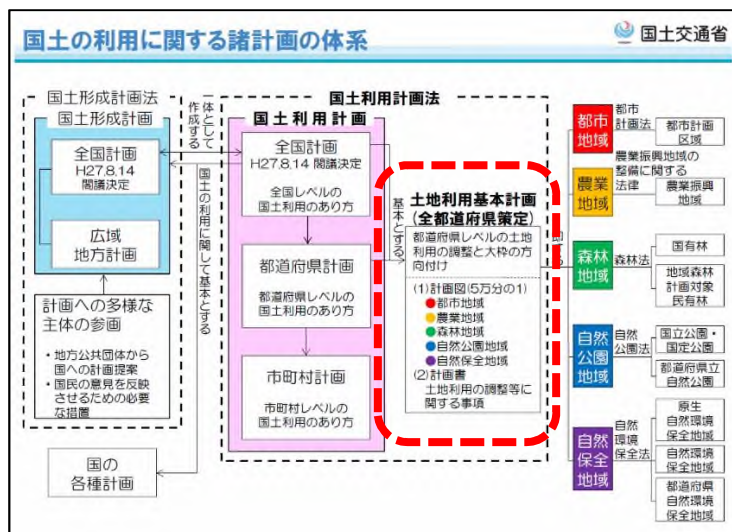 国土の利用に関する諸計画の体系
国土交通省
国土形成計画法
国土形成計画
全国計画
H27.8.14
閣議決定
広域
地方計画
計画への多様な
主体の参画
・地方公共団体から
国への計画提案
・国民の意見を反映
させるための必要
な措置
国の
各種計画
一体として
作成する
国土の利用に関して基本とする
国土利用計画法
国土利用計画
全国計画
H27.8.14
閣議決定
全国レベルの
国土利用のあり方
都道府県計画
都道府県レベルの
国土利用のあり方
市町村計画
市町村レベルの
国土利用のあり方
基本とする
土地利用基本計画
(全都道府県策定)
都道府県レベルの土地
利用の調整と大枠の方
向付け
(1)計画図(5万分の1)
●都市地域
●農業地域
●森林地域
●自然公園地域
●自然保全地域
(2)計画書
土地利用の調整等に
関する事項
都市
地域
都市
計画法
都市計画
区域
農業
地域
農業振興地域の
整備に関する
法律
農業振興
地域
森林
地域
森林法
国有林
地域森林
計画対象
民有林
自然
公園
地域
自然
公園法
国立公園・
国定公園
都道府県立
自然公園
自然
保全
地域
自然
環境
保全法
原生
自然環境
保全地域
自然環境
保全地域
都道府県
自然環境
保全地域